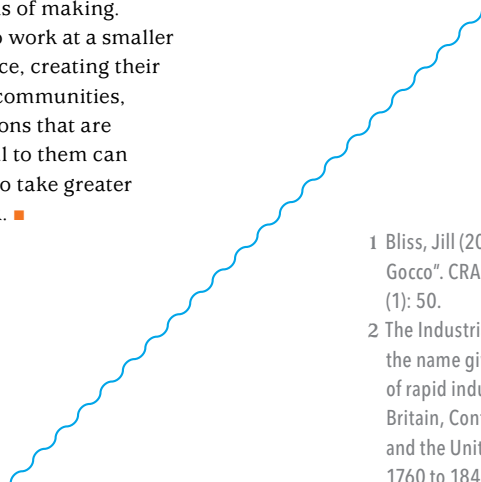 s of making.
work at a smaller
ce, creating their
communities,
ons that are
l to them can
o take greater
1 Bliss, Jill (20
Gocco". CRA
(1): 50.
2 The Industri
the name gi
of rapid indu
Britain, Con
and the Unit
1760 to 184